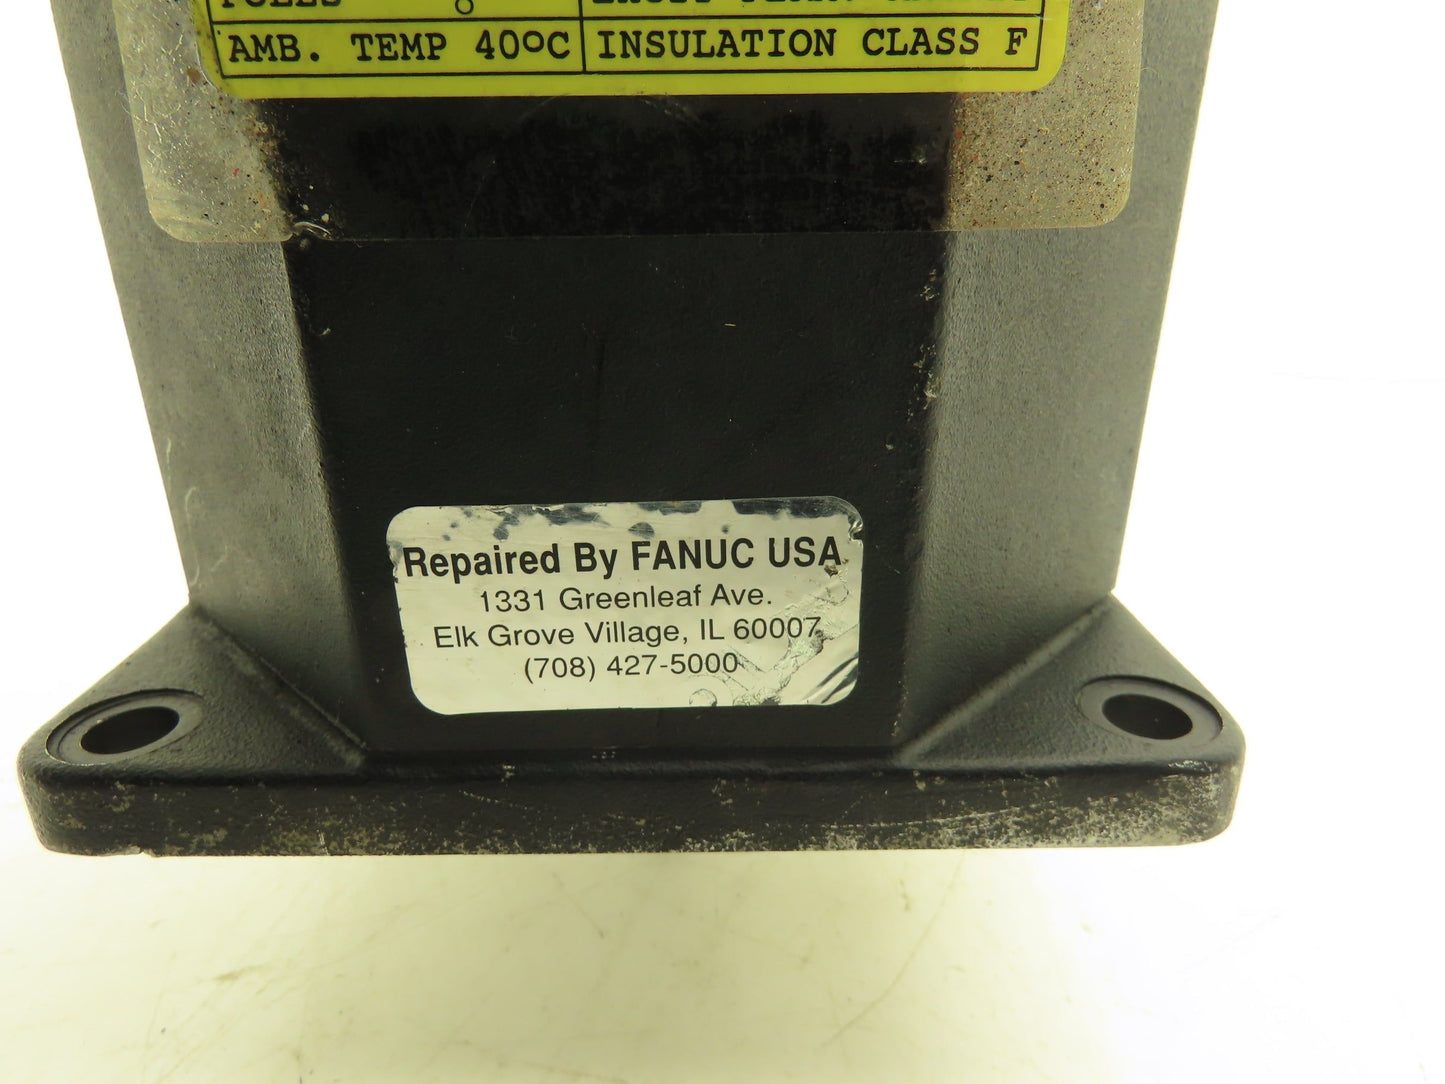 POLES
AMB. TEMP 40°C INSULATION CLASS F
Repaired By FANUC USA
1331 Greenleaf Ave.
Elk Grove Village, IL 60007
(708) 427-5000